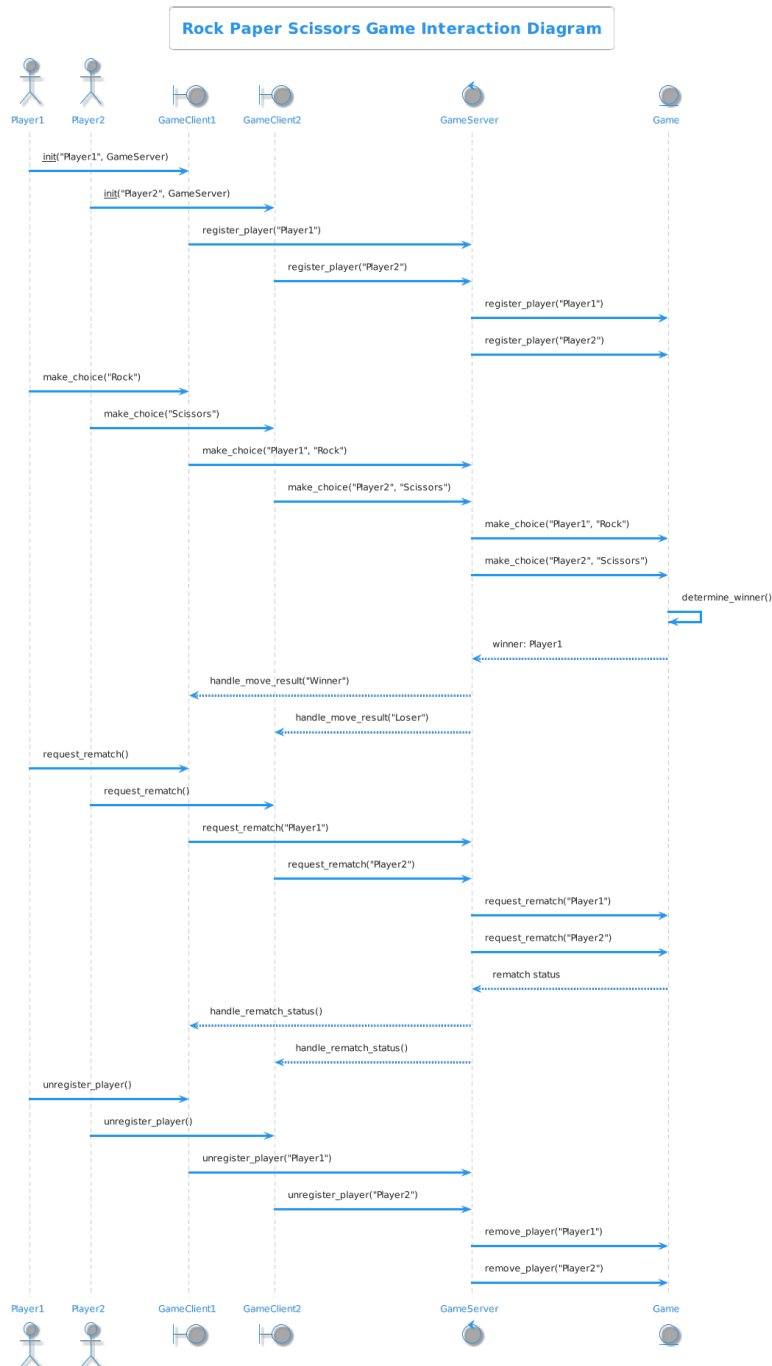 Rock Paper Scissors Game Interaction Diagram
Player1 Player2 GameClient1 GameClient2 GameServer Game
init("Player1", GameServer)
init("Player2", GameServer)
register_player("Player1")
register_player("Player2")
register_player("Player1")
register_player("Player2")
make_choice("Rock")
make_choice("Scissors")
make_choice("Player1", "Rock")
make_choice("Player2", "Scissors")
make_choice("Player1", "Rock")
make_choice("Player2", "Scissors")
determine_winner()
winner: Player1
handle_move_result("Winner")
handle_move_result("Loser")
request_rematch()
request_rematch()
request_rematch("Player1")
request_rematch("Player2")
request_rematch("Player1")
request_rematch("Player2")
rematch status
handle_rematch_status()
handle_rematch_status()
unregister_player()
unregister_player()
unregister_player("Player1")
unregister_player("Player2")
remove_player("Player1")
remove_player("Player2")
Player1 Player2 GameClient1 GameClient2 GameServer Game